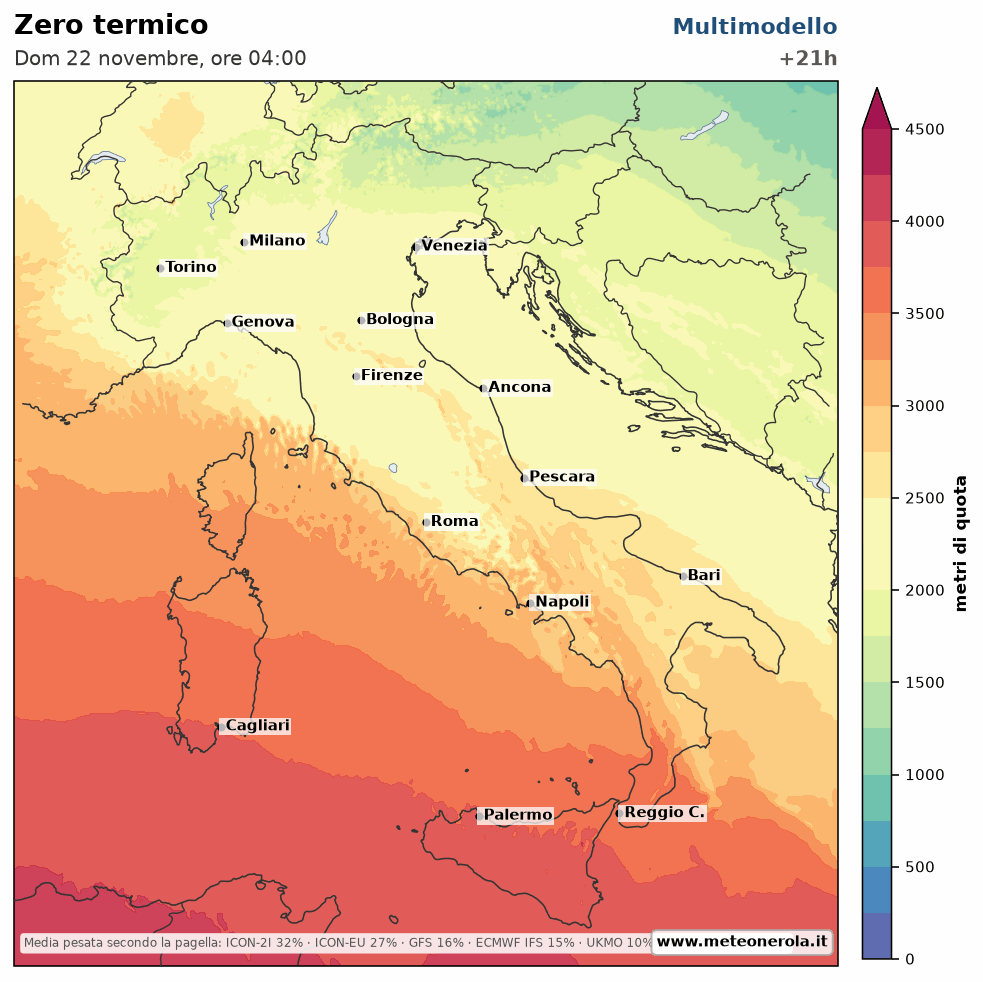 Zero termico
Multimodello
Dom 22 novembre, ore 04:00
+21h
4500
4000
3500
3000
2500
2000
1500
1000
500
0
metri di quota
Milano
Venezia
Torino
Genova
Bologna
Firenze
Ancona
Pescara
Roma
Bari
Napoli
Cagliari
Palermo
Reggio C.
Media pesata secondo la pagella: ICON-2I 32% · ICON-EU 27% · GFS 16% · ECMWF IFS 15% · UKMO 10%
www.meteonerola.it